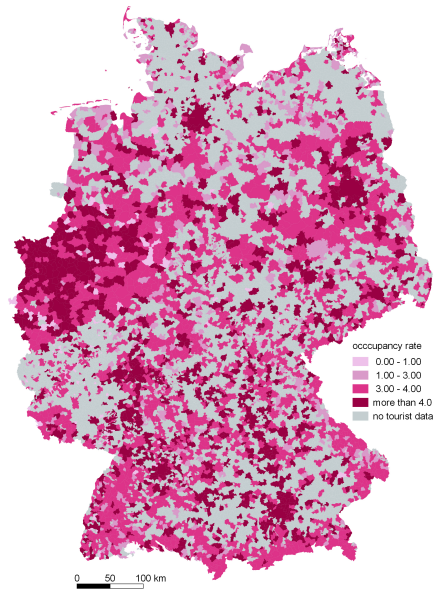 occcupancy rate
0.00 - 1.00
1.00 - 3.00
3.00 - 4.00
more than 4.0
no tourist data
0 50 100 km